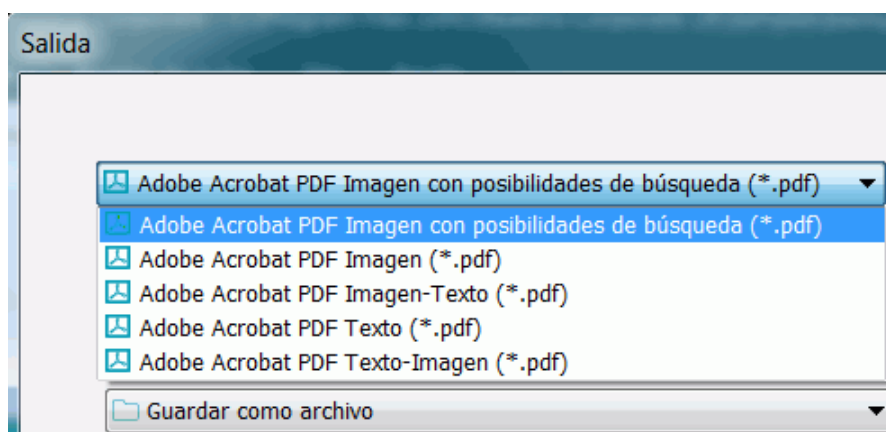 Salida
Adobe Acrobat PDF Imagen con posibilidades de búsqueda (*.pdf)
Adobe Acrobat PDF Imagen con posibilidades de búsqueda (*.pdf)
Adobe Acrobat PDF Imagen (*.pdf)
Adobe Acrobat PDF Imagen-Texto (*.pdf)
Adobe Acrobat PDF Texto (*.pdf)
Adobe Acrobat PDF Texto-Imagen (*.pdf)
Guardar como archivo